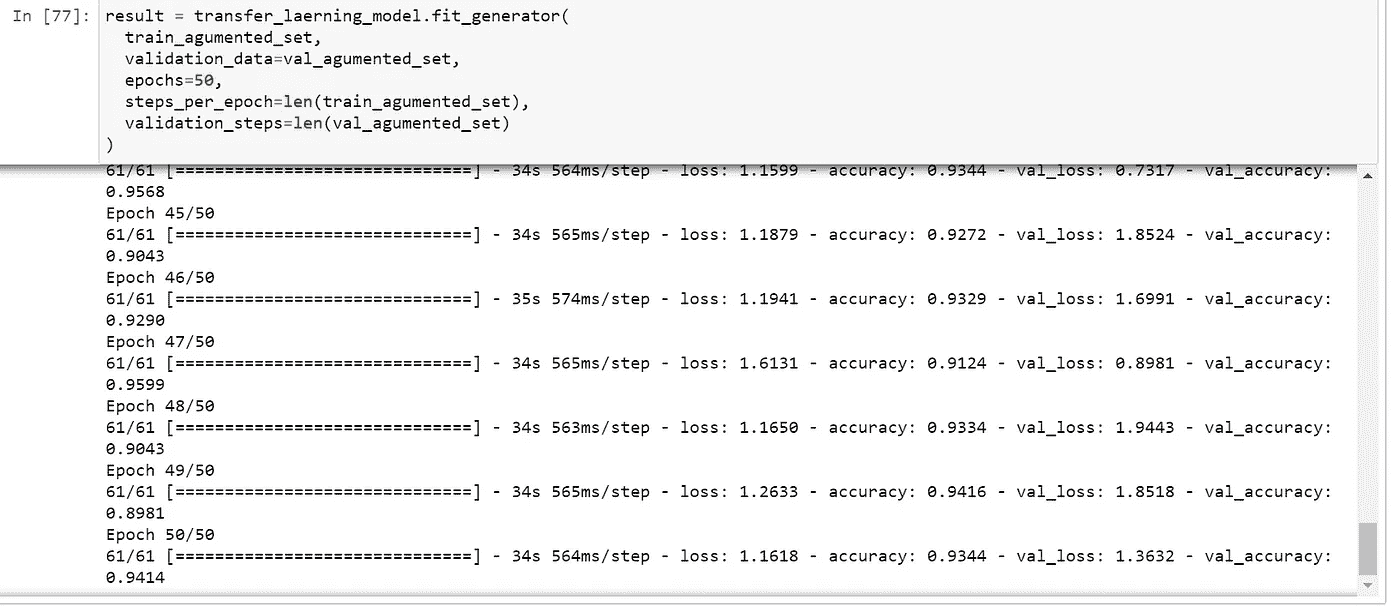 In [77]: result = transfer_laerning_model.fit_generator(
train_agumented_set,
validation_data=val_agumented_set,
epochs=50,
steps_per_epoch=len(train_agumented_set),
validation_steps=len(val_agumented_set)
)
61/61 [==============================] - 34s 564ms/step - loss: 1.1599 - accuracy: 0.9344 - val_loss: 0.7317 - val_accuracy:
0.9568
Epoch 45/50
61/61 [==============================] - 34s 565ms/step - loss: 1.1879 - accuracy: 0.9272 - val_loss: 1.8524 - val_accuracy:
0.9043
Epoch 46/50
61/61 [==============================] - 35s 574ms/step - loss: 1.1941 - accuracy: 0.9329 - val_loss: 1.6991 - val_accuracy:
0.9290
Epoch 47/50
61/61 [==============================] - 34s 565ms/step - loss: 1.6131 - accuracy: 0.9124 - val_loss: 0.8981 - val_accuracy:
0.9599
Epoch 48/50
61/61 [==============================] - 34s 563ms/step - loss: 1.1650 - accuracy: 0.9334 - val_loss: 1.9443 - val_accuracy:
0.9043
Epoch 49/50
61/61 [==============================] - 34s 565ms/step - loss: 1.2633 - accuracy: 0.9416 - val_loss: 1.8518 - val_accuracy:
0.8981
Epoch 50/50
61/61 [==============================] - 34s 564ms/step - loss: 1.1618 - accuracy: 0.9344 - val_loss: 1.3632 - val_accuracy:
0.9414